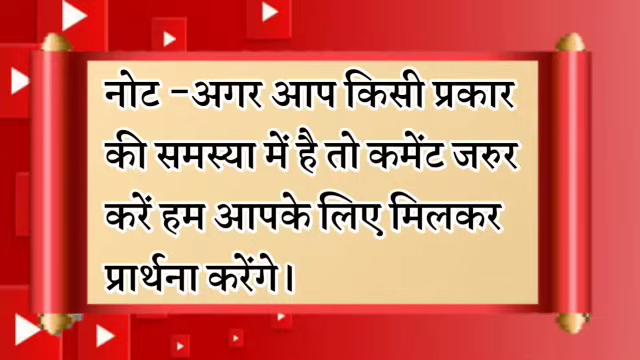 नोट -अगर आप किसी प्रकार
की समस्या में है तो कमेंट जरुर
करें हम आपके लिए मिलकर
प्रार्थना करेंगे।